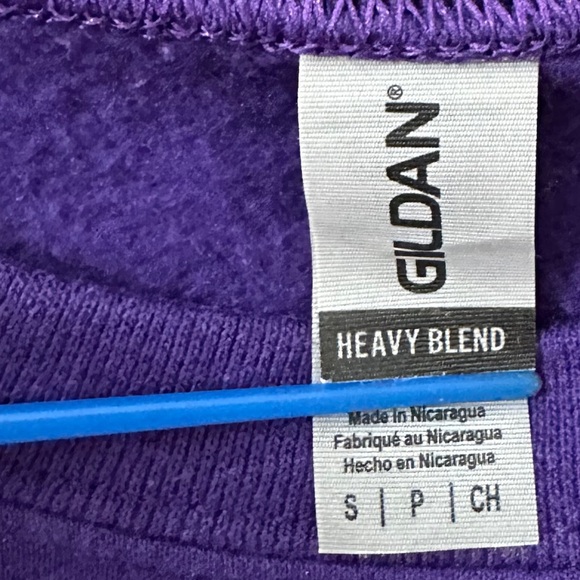 GILDAN®
HEAVY BLEND
Made in Nicaragua
Fabriqué au Nicaragua
Hecho en Nicaragua
S | P | CH